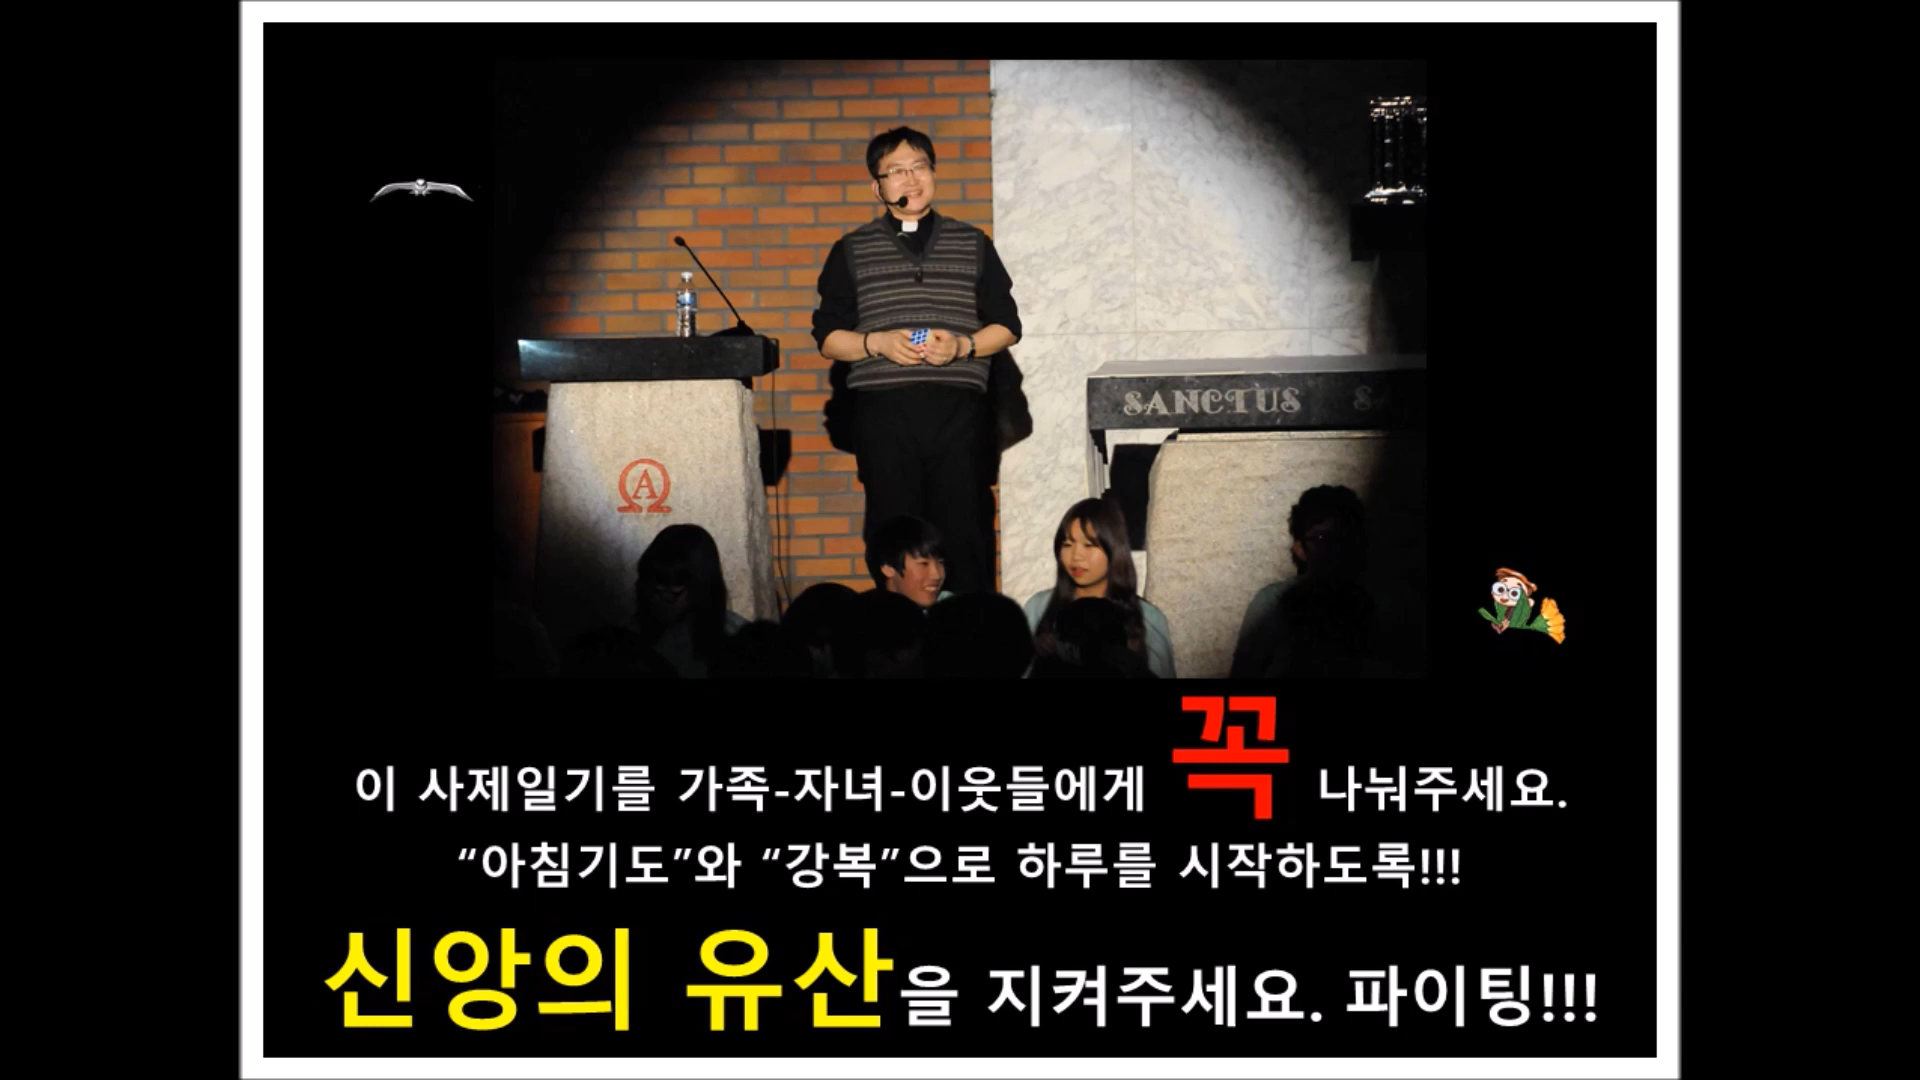 SANCTUS
A
이 사제일기를 가족-자녀-이웃들에게 꼭 나눠주세요.
“아침기도”와 “강복”으로 하루를 시작하도록!!!
신앙의 유산을 지켜주세요. 파이팅!!!